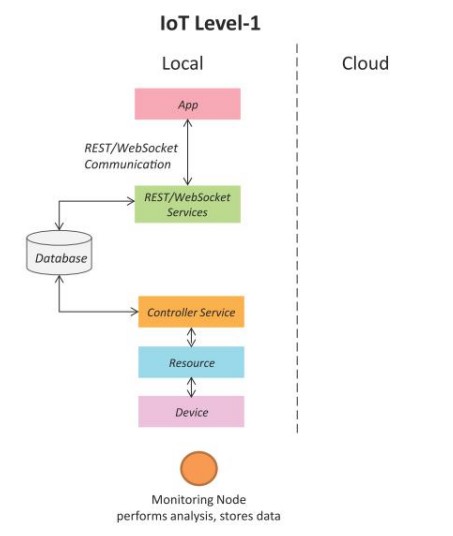 IoT Level-1
Local
Cloud
App
REST/WebSocket
Communication
REST/WebSocket
Services
Database
Controller Service
Resource
Device
Monitoring Node
performs analysis, stores data